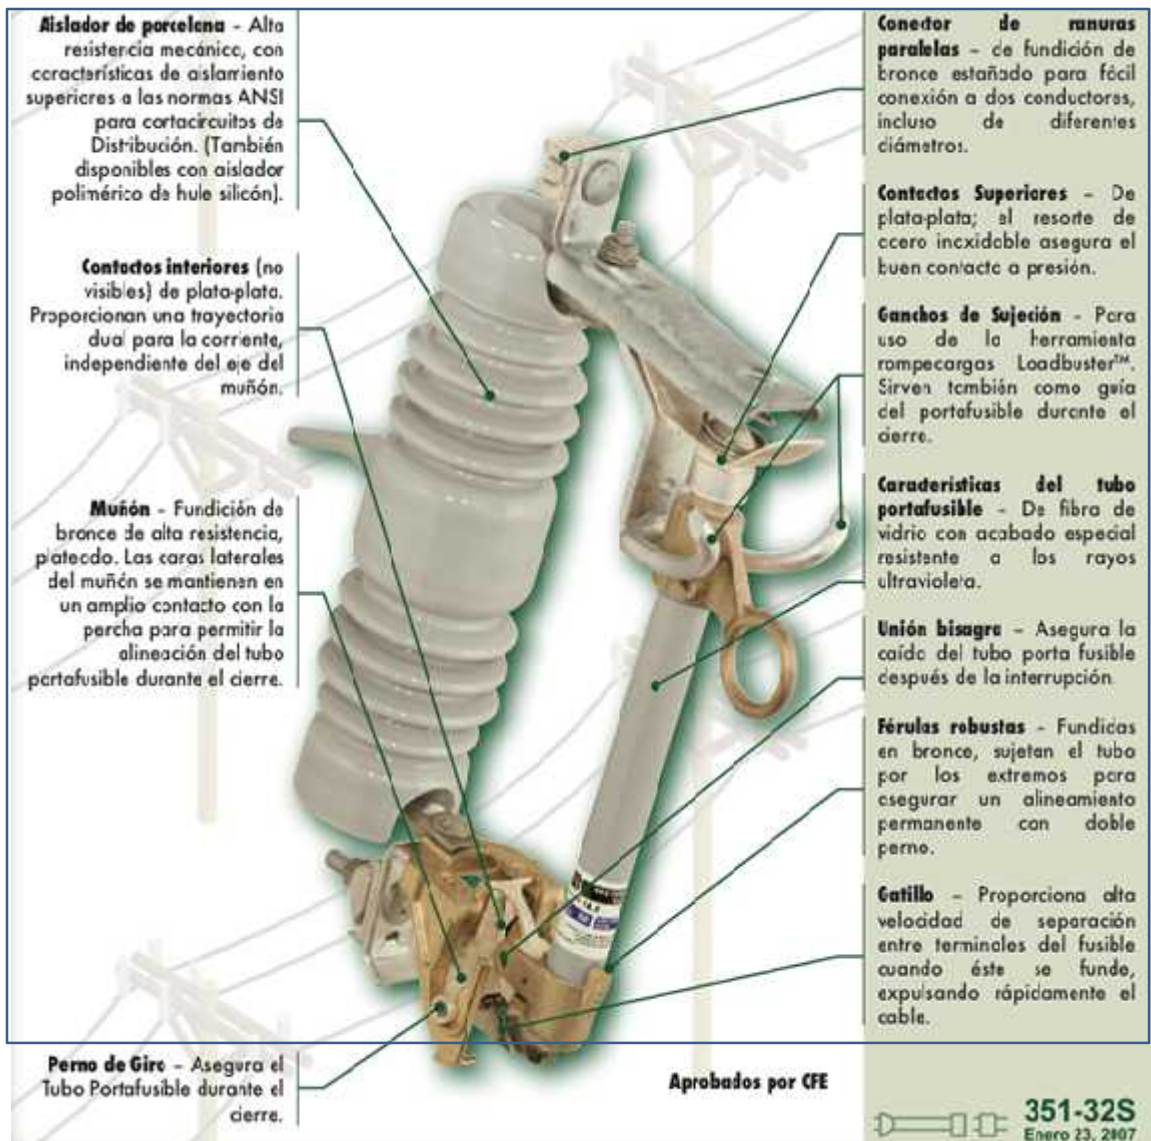 Aislador de porcelana - Alta
resistencia mecánica, con
características de aislamiento
superiores a las normas ANSI
para cortacircuitos de
Distribución. (También
disponibles con aislador
polimérico de hule silicón).
Contactos interiores (no
visibles) de plata-plata.
Proporcionan una trayectoria
dual para la corriente,
independiente del eje del
muñón.
Muñón - Fundición de
bronce de alta resistencia,
plateado. Las caras laterales
del muñón se mantienen en
un amplio contacto con la
percha para permitir la
alineación del tubo
portafusible durante el cierre.
Perno de Giro - Asegura el
Tubo Portafusible durante el
cierre.
Conector de ranuras
paralelas - de fundición de
bronce estañado para fácil
conexión a dos conductores,
incluso de diferentes
diámetros.
Contactos Superiores - De
plata-plata; el resorte de
acero inoxidable asegura el
buen contacto a presión.
Ganchos de Sujeción - Para
uso de la herramienta
rompecargas Loadbuster™.
Sirven también como guía
del portafusible durante el
cierre.
Características del tubo
portafusible - De fibra de
vidrio con acabado especial
resistente a los rayos
ultravioleta.
Unión bisagra - Asegura la
caída del tubo porta fusible
después de la interrupción
Férulas robustas - Fundidas
en bronce, sujetan el tubo
por los extremos para
asegurar un alineamiento
permanente con doble
perno.
Gatillo - Proporciona alta
velocidad de separación
entre terminales del fusible
cuando éste se funde,
expulsando rápidamente el
cable.
Aprobados por CFE
351-32S
Enero 23, 2007